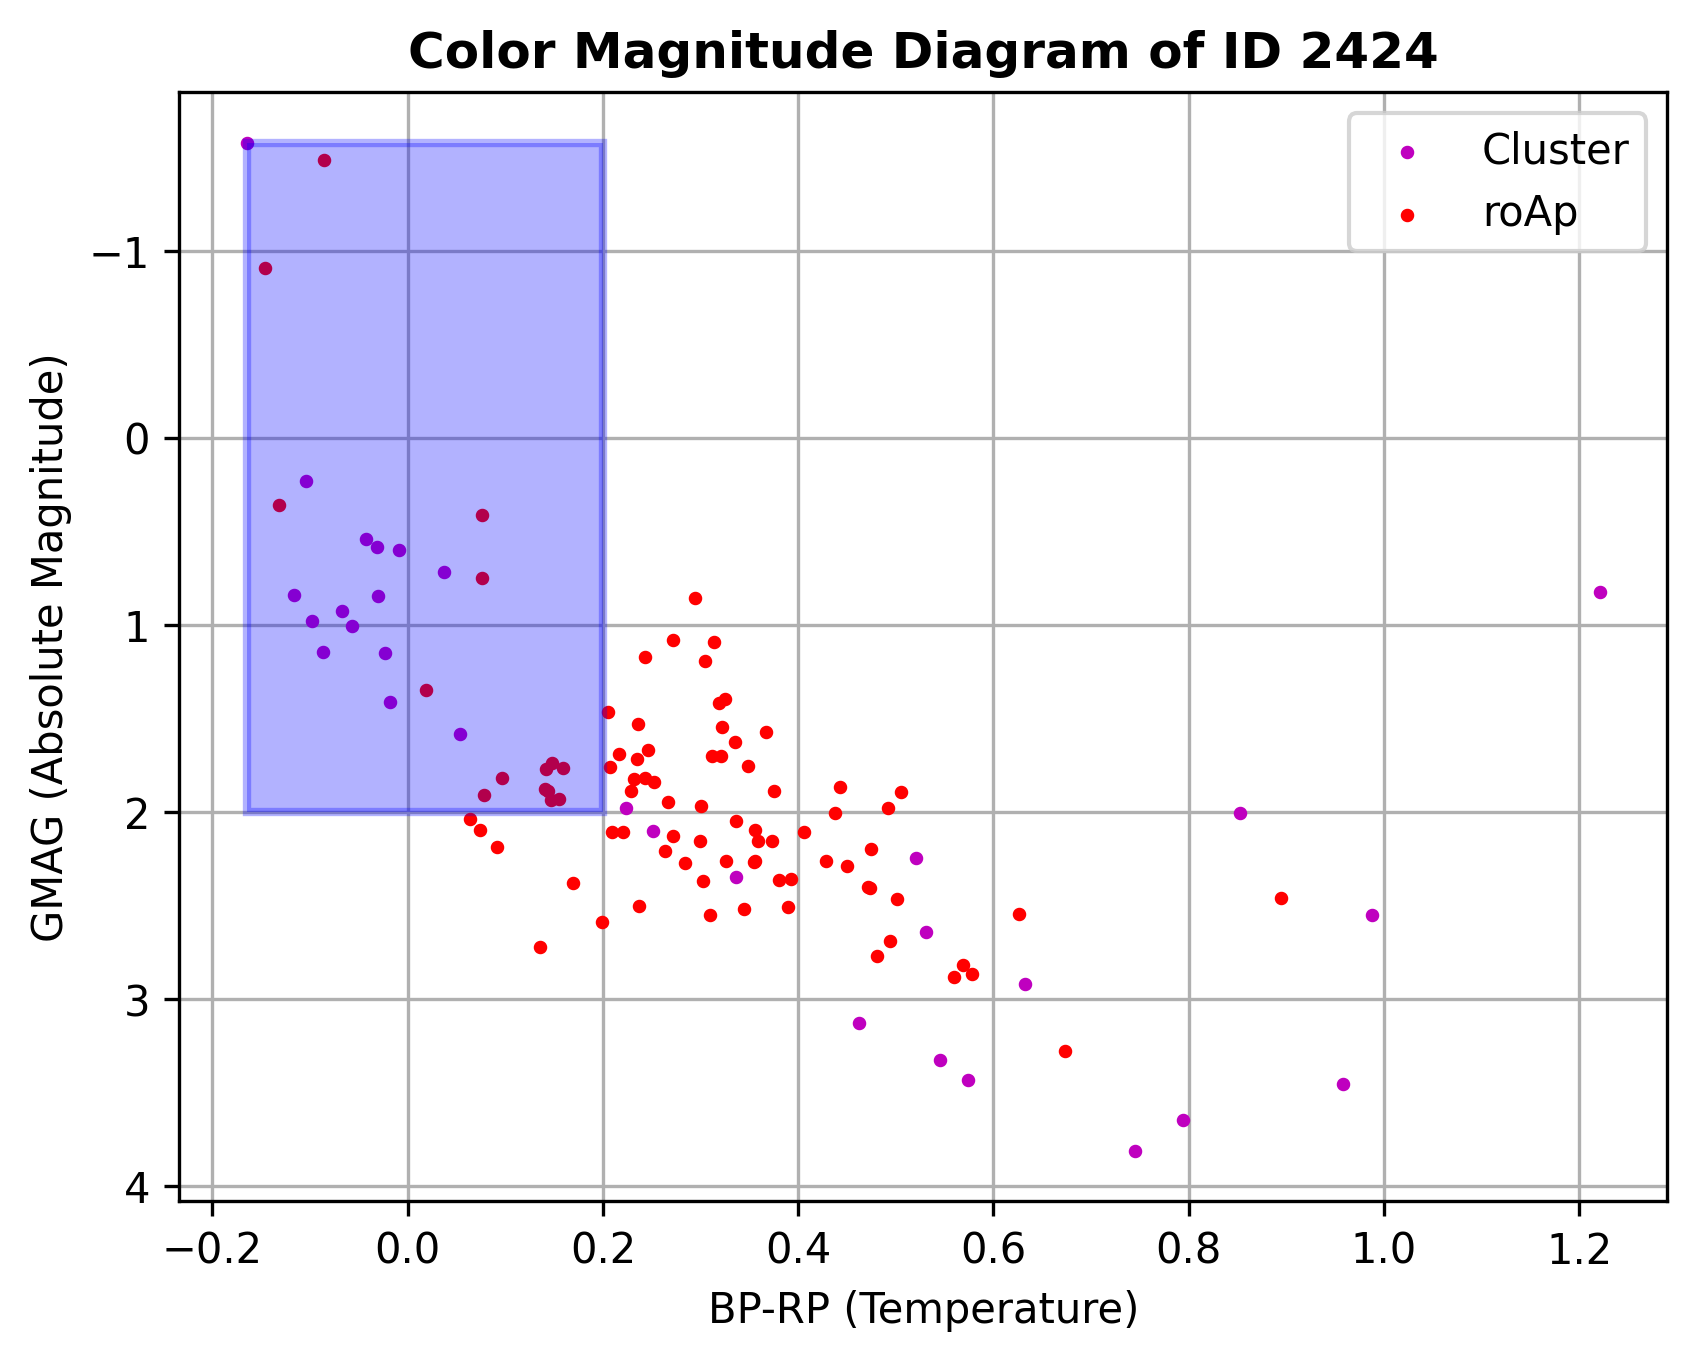 Color Magnitude Diagram of ID 2424
Cluster
roAp
GMAG (Absolute Magnitude)
−1
0
1
2
3
4
−0.2 0.0 0.2 0.4 0.6 0.8 1.0 1.2
BP-RP (Temperature)